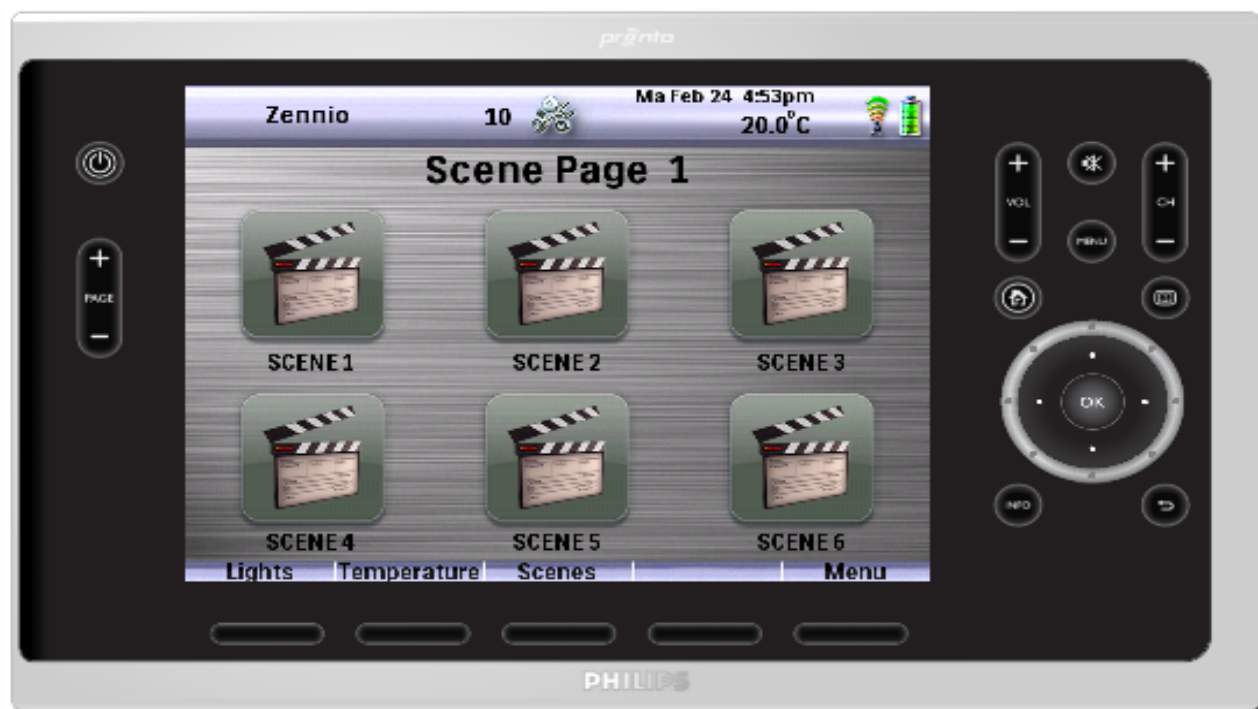 pronto
Zennio 10 Ma Feb 24 4:53pm
20.0°C
Scene Page 1
SCENE 1 SCENE 2 SCENE 3
SCENE 4 SCENE 5 SCENE 6
Lights Temperature Scenes Menu
+
PAGE
−
+
VOL
−
MENU
+
CH
−
OK
INFO
PHILIPS